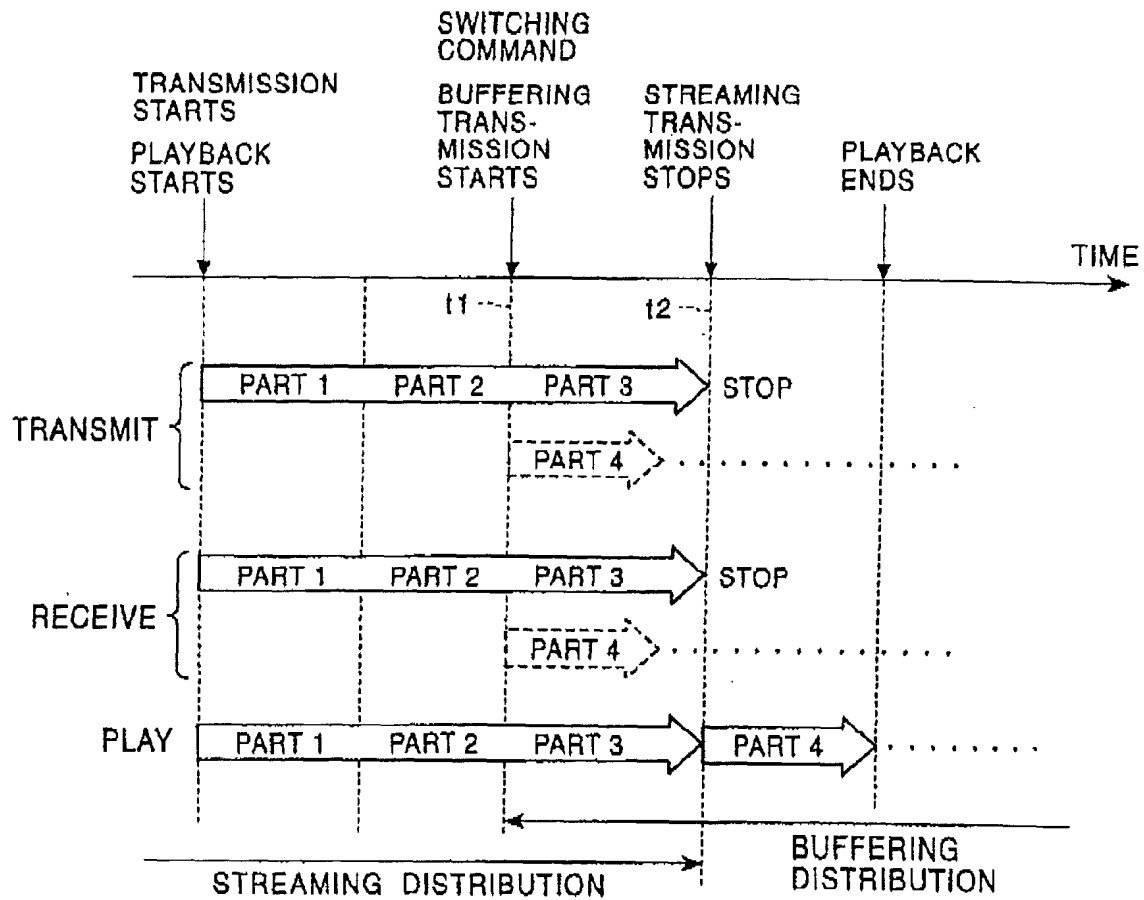 SWITCHING
COMMAND
TRANSMISSION
STARTS
PLAYBACK
STARTS
BUFFERING
TRANS-
MISSION
STARTS
STREAMING
TRANS-
MISSION
STOPS
PLAYBACK
ENDS
TIME
t1
t2
TRANSMIT
PART 1 PART 2 PART 3 STOP
PART 4
RECEIVE
PART 1 PART 2 PART 3 STOP
PART 4
PLAY PART 1 PART 2 PART 3 PART 4
BUFFERING
DISTRIBUTION
STREAMING DISTRIBUTION